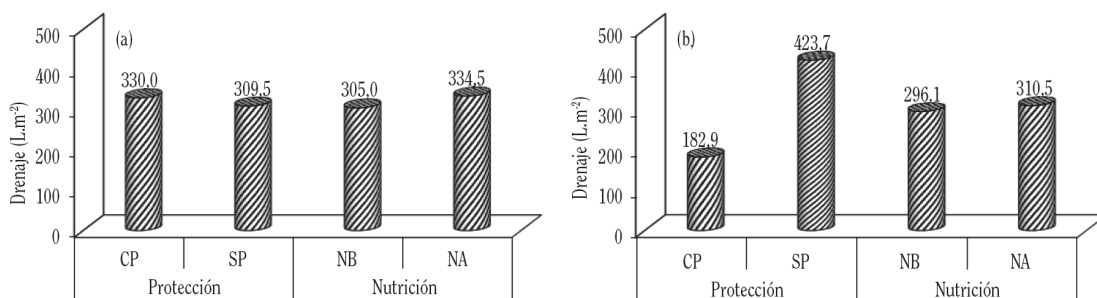 (a)
Drenaje (L.m-2)
500
400
300
200
100
0
330,0
309,5
305,0
334,5
CP SP NB NA
Protección Nutrición
(b)
Drenaje (L.m-2)
500
400
300
200
100
0
182,9
423,7
296,1
310,5
CP SP NB NA
Protección Nutrición